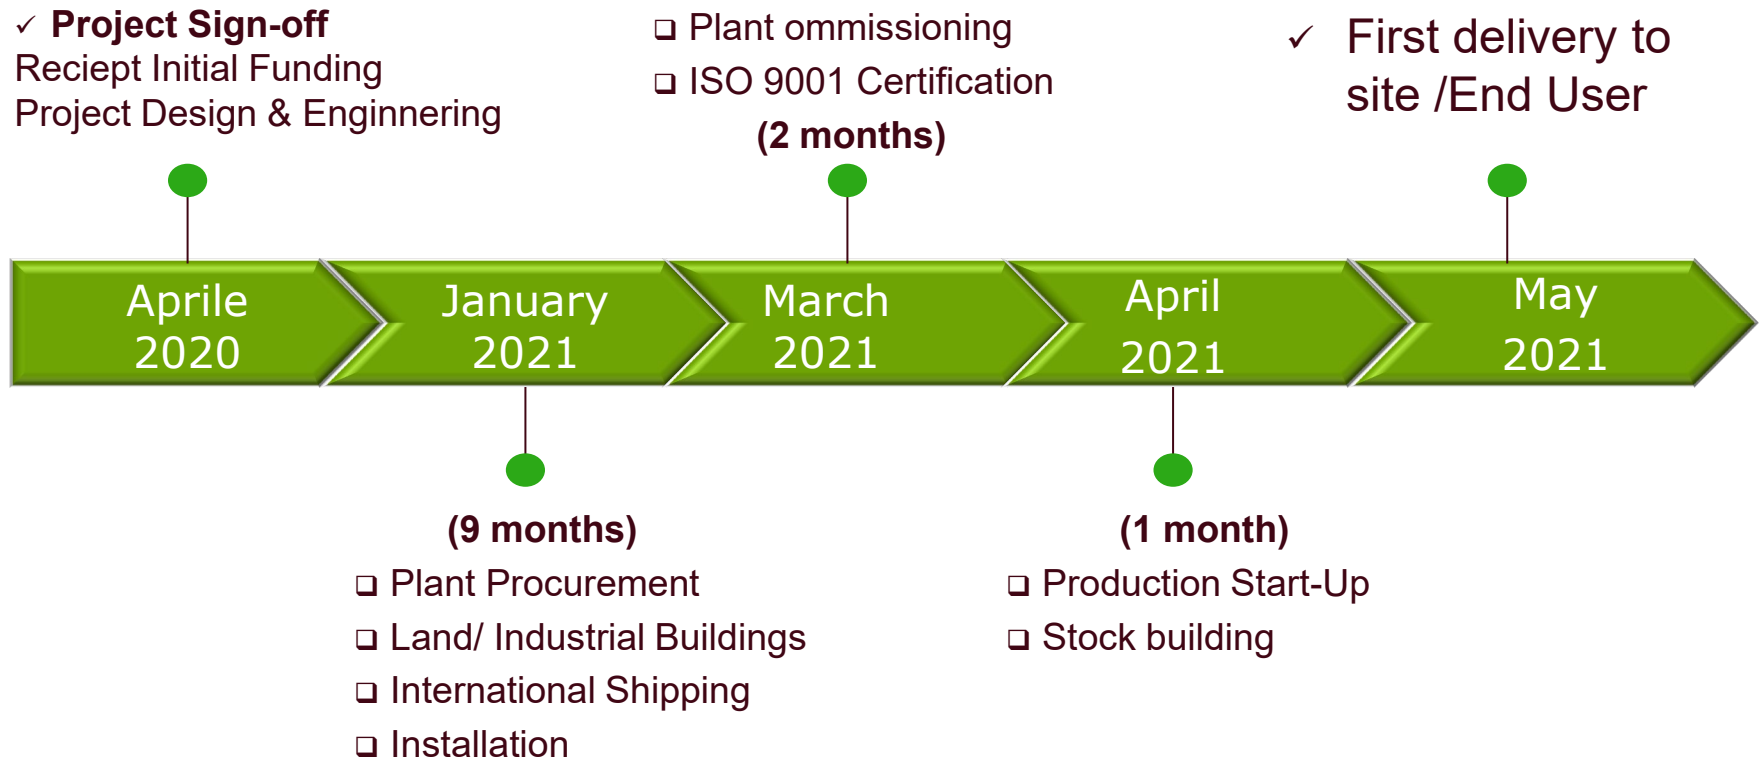 ✓ Project Sign-off
Reciept Initial Funding
Project Design & Enginnering
❑ Plant ommissioning
❑ ISO 9001 Certification
(2 months)
✓ First delivery to
site /End User
Aprile
2020
January
2021
March
2021
April
2021
May
2021
(9 months)
❑ Plant Procurement
❑ Land/ Industrial Buildings
❑ International Shipping
❑ Installation
(1 month)
❑ Production Start-Up
❑ Stock building